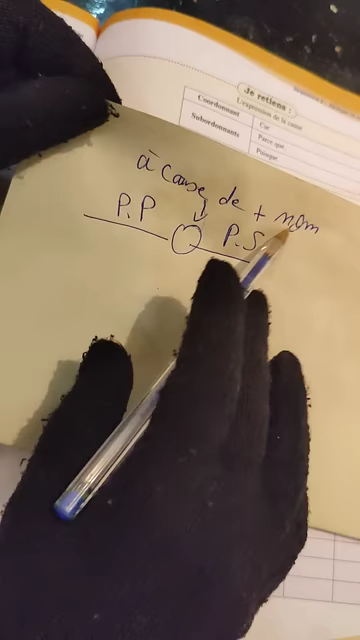 Je retiens :
L'expression de la cause
Coordonnant
Car
Subordonnants
Parce que
Puisque
à cause de + nom
P.P
P.S